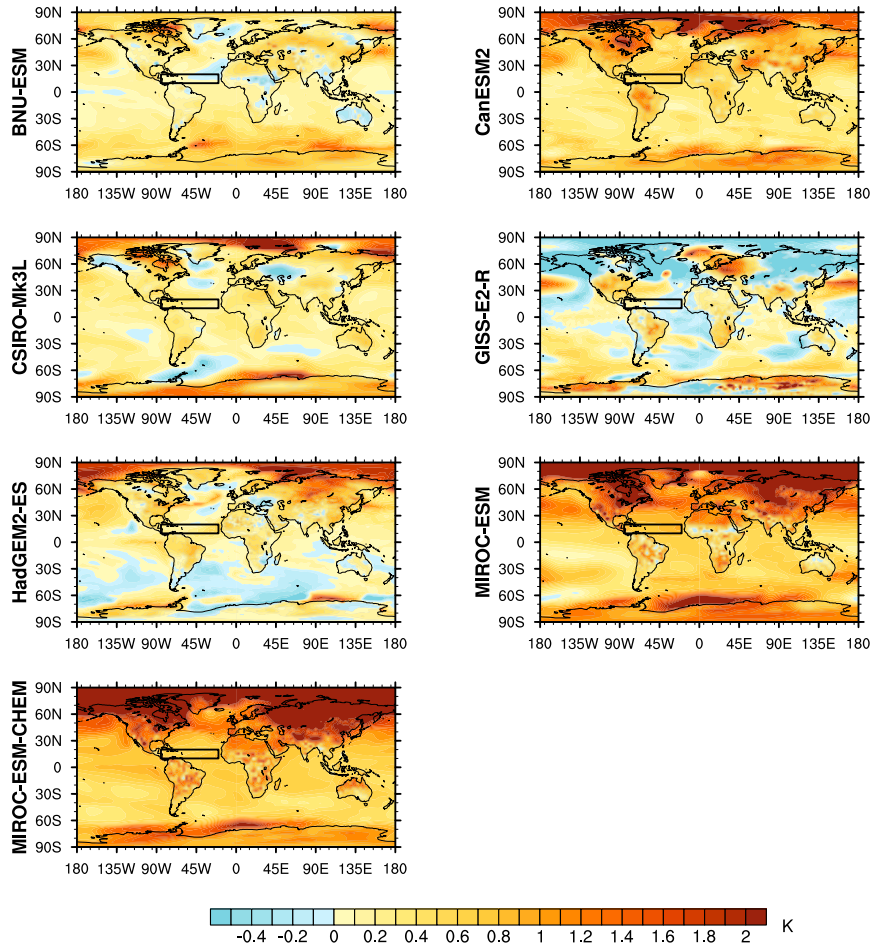 BNU-ESM
90N
60N
30N
0
30S
60S
90S
180 135W 90W 45W 0 45E 90E 135E 180
CanESM2
90N
60N
30N
0
30S
60S
90S
180 135W 90W 45W 0 45E 90E 135E 180
CSIRO-Mk3L
90N
60N
30N
0
30S
60S
90S
180 135W 90W 45W 0 45E 90E 135E 180
GISS-E2-R
90N
60N
30N
0
30S
60S
90S
180 135W 90W 45W 0 45E 90E 135E 180
HadGEM2-ES
90N
60N
30N
0
30S
60S
90S
180 135W 90W 45W 0 45E 90E 135E 180
MIROC-ESM
90N
60N
30N
0
30S
60S
90S
180 135W 90W 45W 0 45E 90E 135E 180
MIROC-ESM-CHEM
90N
60N
30N
0
30S
60S
90S
180 135W 90W 45W 0 45E 90E 135E 180
-0.4 -0.2 0 0.2 0.4 0.6 0.8 1 1.2 1.4 1.6 1.8 2 K